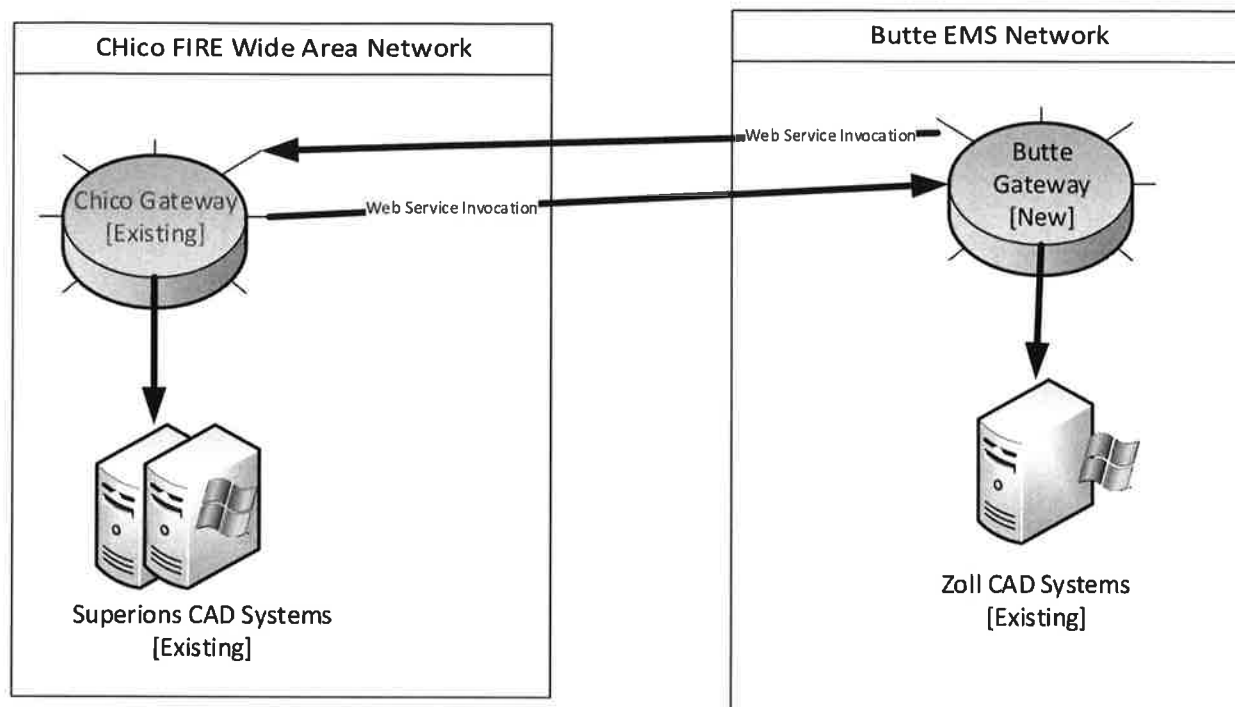 CHico FIRE Wide Area Network
Butte EMS Network
Web Service Invocation
Butte
Gateway
[New]
Chico Gateway
[Existing]
Web Service Invocation
Superions CAD Systems
[Existing]
Zoll CAD Systems
[Existing]